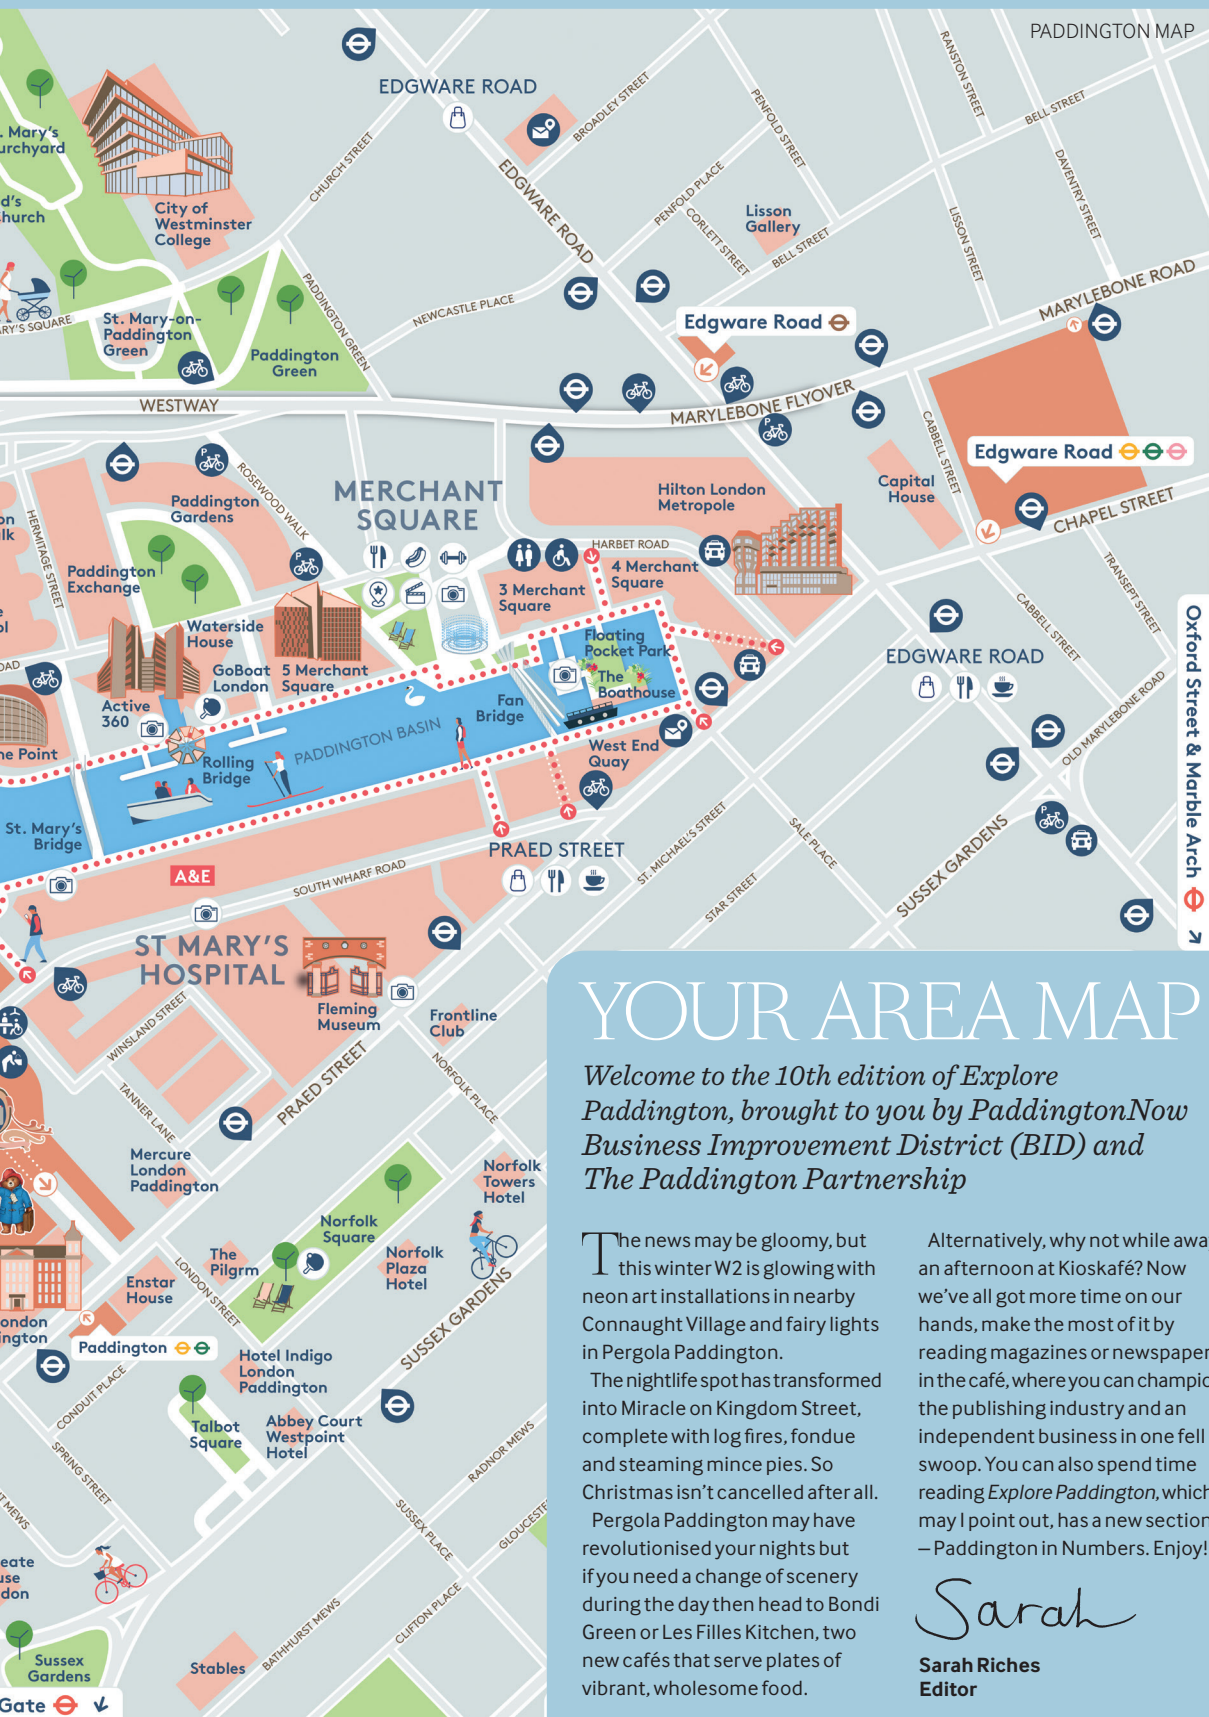 PADDINGTON MAP
EDGWARE ROAD
BROADLEY STREET
PENFOLD STREET
RANSTON STREET
BELL STREET
DAVENTRY STREET
. Mary's
urchyard
d's
hurch
City of
Westminster
College
CHURCH STREET
EDGWARE ROAD
PENFOLD PLACE
CORLETT STREET
Lisson
Gallery
BELL STREET
LISSON STREET
MARYLEBONE ROAD
RY'S SQUARE
St. Mary-on-
Paddington
Green
Paddington
Green
PADDINGTON GREEN
NEWCASTLE PLACE
Edgware Road
WESTWAY
MARYLEBONE FLYOVER
CABBELL STREET
Edgware Road
Capital
House
CHAPEL STREET
on
lk
HERMITAGE STREET
Paddington
Gardens
ROSEWOOD WALK
MERCHANT
SQUARE
Hilton London
Metropole
HARBET ROAD
4 Merchant
Square
3 Merchant
Square
Paddington
Exchange
Waterside
House
GoBoat
London
5 Merchant
Square
Floating
Pocket Park
The
Boathouse
TRANSEPT STREET
CABBELL STREET
EDGWARE ROAD
Oxford Street & Marble Arch
e
ol
OAD
Active
360
Fan
Bridge
PADDINGTON BASIN
West End
Quay
OLD MARYLEBONE ROAD
ne Point
Rolling
Bridge
St. Mary's
Bridge
A&E
SOUTH WHARF ROAD
PRAED STREET
ST. MICHAEL'S STREET
SALE PLACE
STAR STREET
SUSSEX GARDENS
ST MARY'S
HOSPITAL
Fleming
Museum
Frontline
Club
WINSLAND STREET
TANNER LANE
PRAED STREET
NORFOLK PLACE
Mercure
London
Paddington
Norfolk
Towers
Hotel
Norfolk
Square
The
Pilgrm
Norfolk
Plaza
Hotel
Enstar
House
LONDON STREET
SUSSEX GARDENS
ondon
ington
Paddington
Hotel Indigo
London
Paddington
CONDUIT PLACE
Talbot
Square
Abbey Court
Westpoint
Hotel
SPRING STREET
T MEWS
RADNOR MEWS
SUSSEX PLACE
GLOUCESTE
eate
use
don
BATHHURST MEWS
CLIFTON PLACE
Sussex
Gardens
Stables
Gate
YOUR AREA MAP
Welcome to the 10th edition of Explore
Paddington, brought to you by PaddingtonNow
Business Improvement District (BID) and
The Paddington Partnership
The news may be gloomy, but
this winter W2 is glowing with
neon art installations in nearby
Connaught Village and fairy lights
in Pergola Paddington.
The nightlife spot has transformed
into Miracle on Kingdom Street,
complete with log fires, fondue
and steaming mince pies. So
Christmas isn't cancelled after all.
Pergola Paddington may have
revolutionised your nights but
if you need a change of scenery
during the day then head to Bondi
Green or Les Filles Kitchen, two
new cafés that serve plates of
vibrant, wholesome food.
Alternatively, why not while awa
an afternoon at Kioskafé? Now
we've all got more time on our
hands, make the most of it by
reading magazines or newspaper
in the café, where you can champio
the publishing industry and an
independent business in one fell
swoop. You can also spend time
reading Explore Paddington, which
may I point out, has a new section
– Paddington in Numbers. Enjoy!
Sarah
Sarah Riches
Editor